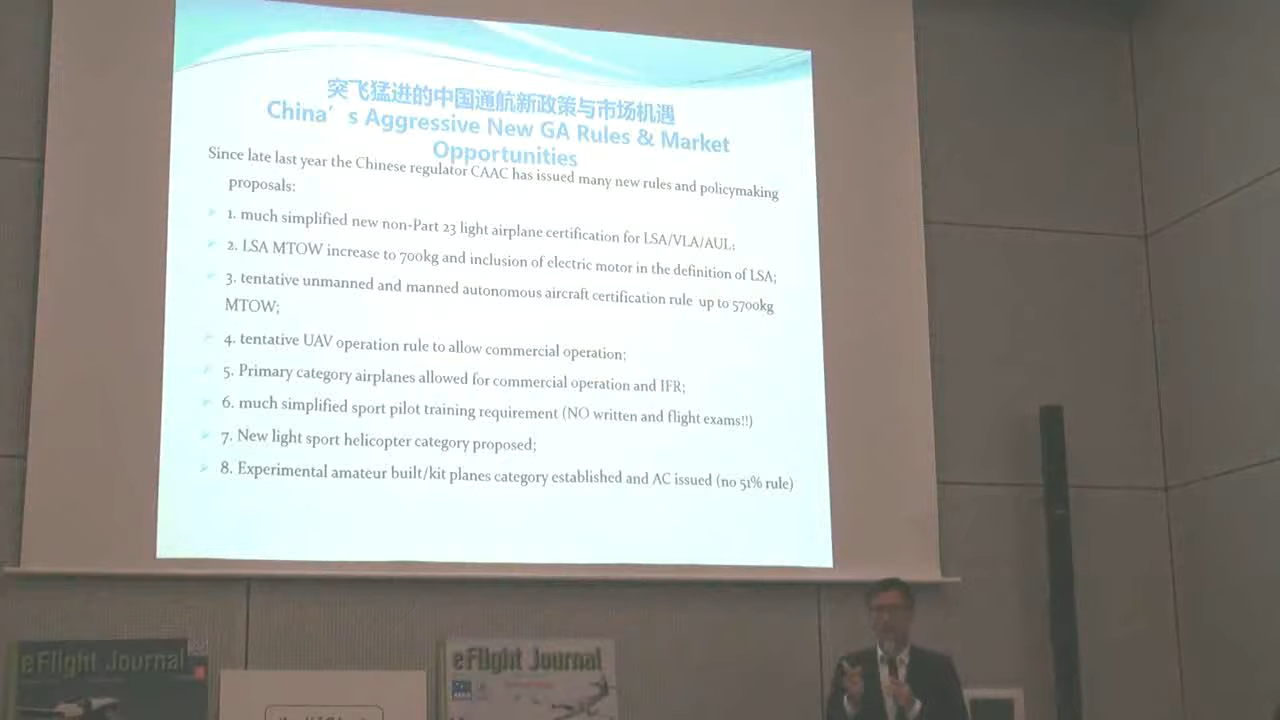 突飞猛进的中国通航新政策与市场机遇
China's Aggressive New GA Rules & Market
Opportunities
Since late last year the Chinese regulator CAAC has issued many new rules and policymaking
proposals:
1. much simplified new non-Part 23 light airplane certification for LSA/VLA/AUL;
2. LSA MTOW increase to 700kg and inclusion of electric motor in the definition of LSA;
3. tentative unmanned and manned autonomous aircraft certification rule up to 5700kg
MTOW;
4. tentative UAV operation rule to allow commercial operation;
5. Primary category airplanes allowed for commercial operation and IFR;
6. much simplified sport pilot training requirement (NO written and flight exams!!)
7. New light sport helicopter category proposed;
8. Experimental amateur built/kit planes category established and AC issued (no 51% rule)
eFlight Journal
eFlight Journal